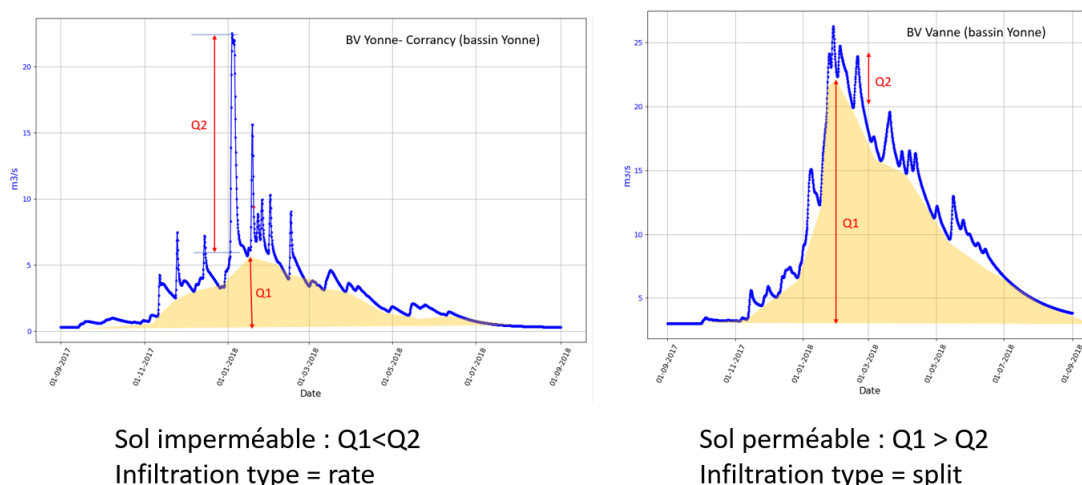 BV Yonne- Corrancy (bassin Yonne)
20
15
10
5
0
m3/s
Q2
Q1
01-09-2017
01-11-2017
01-01-2018
01-03-2018
01-05-2018
01-07-2018
01-09-2018
Date
BV Vanne (bassin Yonne)
25
20
15
10
5
m3/s
Q2
Q1
01-09-2017
01-11-2017
01-01-2018
01-03-2018
01-05-2018
01-07-2018
01-09-2018
Date
Sol imperméable : Q1<Q2
Infiltration type = rate
Sol perméable : Q1 > Q2
Infiltration type = split